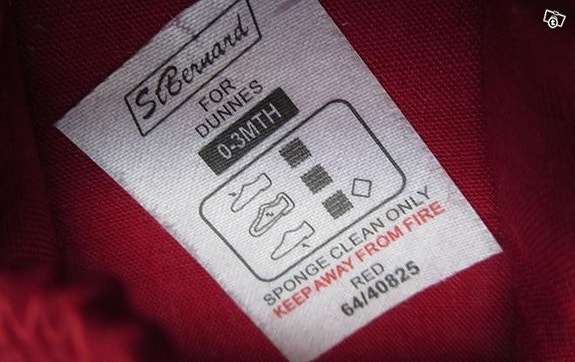 St Bernard
FOR
DUNNES
0-3MTH
SPONGE CLEAN ONLY
KEEP AWAY FROM FIRE
RED
64/40825